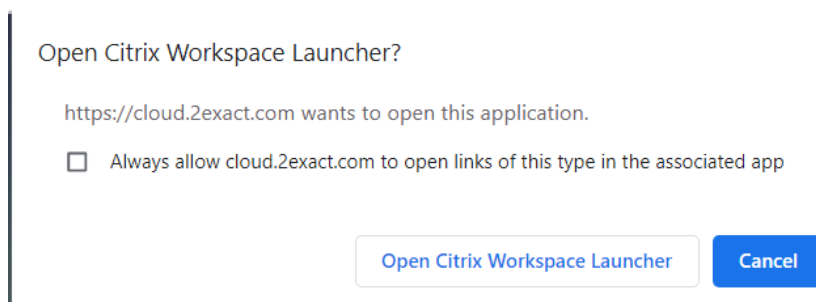 Open Citrix Workspace Launcher?
https://cloud.2exact.com wants to open this application.
Always allow cloud.2exact.com to open links of this type in the associated app
Open Citrix Workspace Launcher Cancel